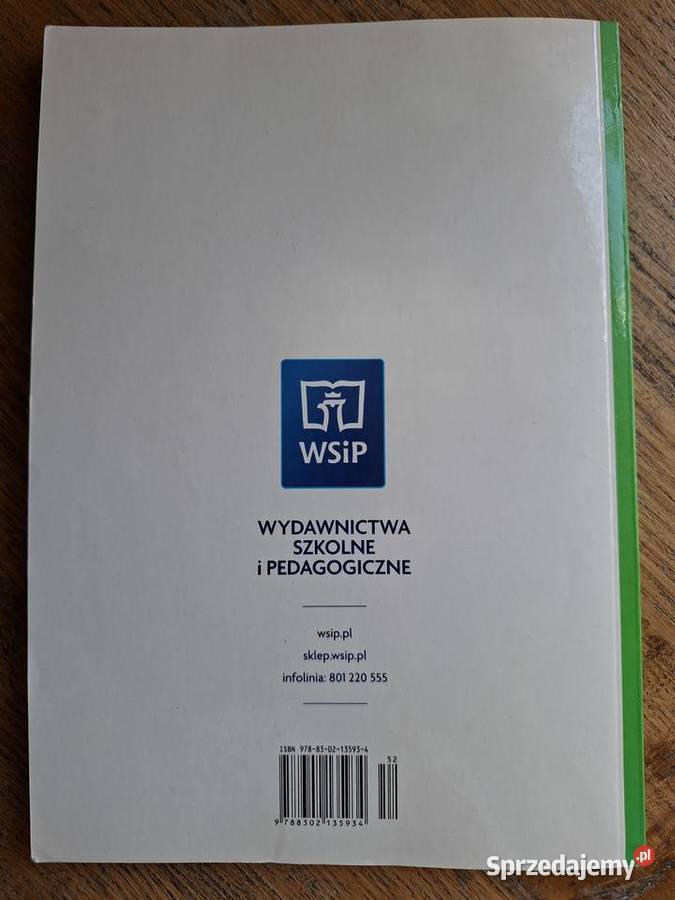 WSiP
WYDAWNICTWA
SZKOLNE
i PEDAGOGICZNE
wsip.pl
sklep.wsip.pl
infolinia: 801 220 555
ISBN 978-83-02-13593-4
52
9 788302 135934
Sprzedajemy.pl